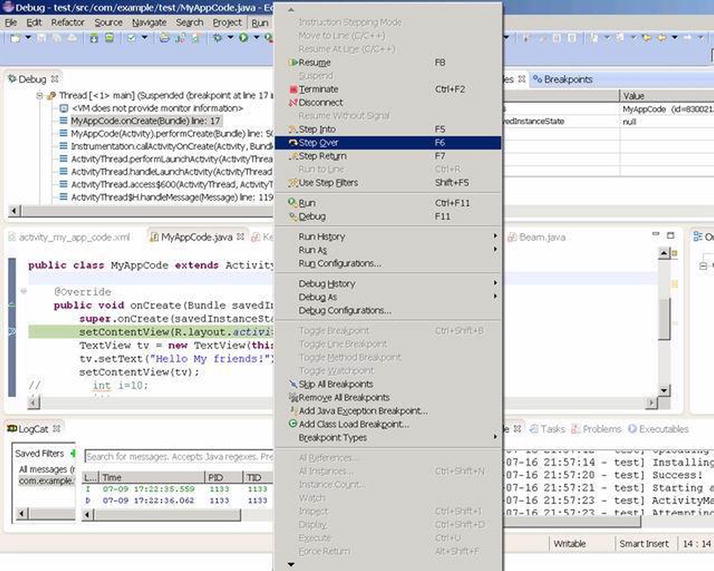 Debug - test/src/com/example/test/MyAppCode.java - Ec
File Edit Refactor Source Navigate Search Project Run
Debug
Thread [<1> main] (Suspended (breakpoint at line 17 in
<VM does not provide monitor information>
MyAppCode.onCreate(Bundle) line: 17
MyAppCode(Activity).performCreate(Bundle) line: 50
Instrumentation.callActivityOnCreate(Activity, Bundle)
ActivityThread.performLaunchActivity(ActivityThread
ActivityThread.handleLaunchActivity(ActivityThread
ActivityThread.access$600(ActivityThread, ActivityThread
ActivityThread$H.handleMessage(Message) line: 119
Instruction Stepping Mode
Move to Line (C/C++)
Resume At Line (C/C++)
Resume F8
Suspend
Terminate Ctrl+F2
Disconnect
Resume Without Signal
Step Into F5
Step Over F6
Step Return F7
Run to Line Ctrl+R
Use Step Filters Shift+F5
Run Ctrl+F11
Debug F11
Run History
Run As
Run Configurations...
Debug History
Debug As
Debug Configurations...
Toggle Breakpoint Ctrl+Shift+B
Toggle Line Breakpoint
Toggle Method Breakpoint
Toggle Watchpoint
Skip All Breakpoints
Remove All Breakpoints
Add Java Exception Breakpoint...
Add Class Load Breakpoint...
Breakpoint Types
All References...
All Instances... Ctrl+Shift+N
Instance Count...
Watch
Inspect Ctrl+Shift+I
Display Ctrl+Shift+D
Execute Ctrl+U
Force Return Alt+Shift+F
es Breakpoints
Value
s MyAppCode (id=830021
vedInstanceState null
activity_my_app_code.xml MyAppCode.java Ke
Beam.java
Ou
public class MyAppCode extends Activit
@Override
public void onCreate(Bundle savedIn
super.onCreate(savedInstanceSta
setContentView(R.layout.activi
TextView tv = new TextView(this
tv.setText("Hello My friends!")
setContentView(tv);
// int i=10;
LogCat
Saved Filters
All messages (n
com.example.
Search for messages. Accepts Java regexes. Pre
L... Time PID TID
I 07-09 17:22:35.559 1133 1133
D 07-09 17:22:36.062 1133 1133
Tasks Problems Executables
07-16 21:57:14 - test] Installing
07-16 21:57:20 - test] Success!
07-16 21:57:21 - test] Starting a
07-16 21:57:23 - test] ActivityMa
07-16 21:57:23 - test] Attempting
Writable Smart Insert 14 : 14